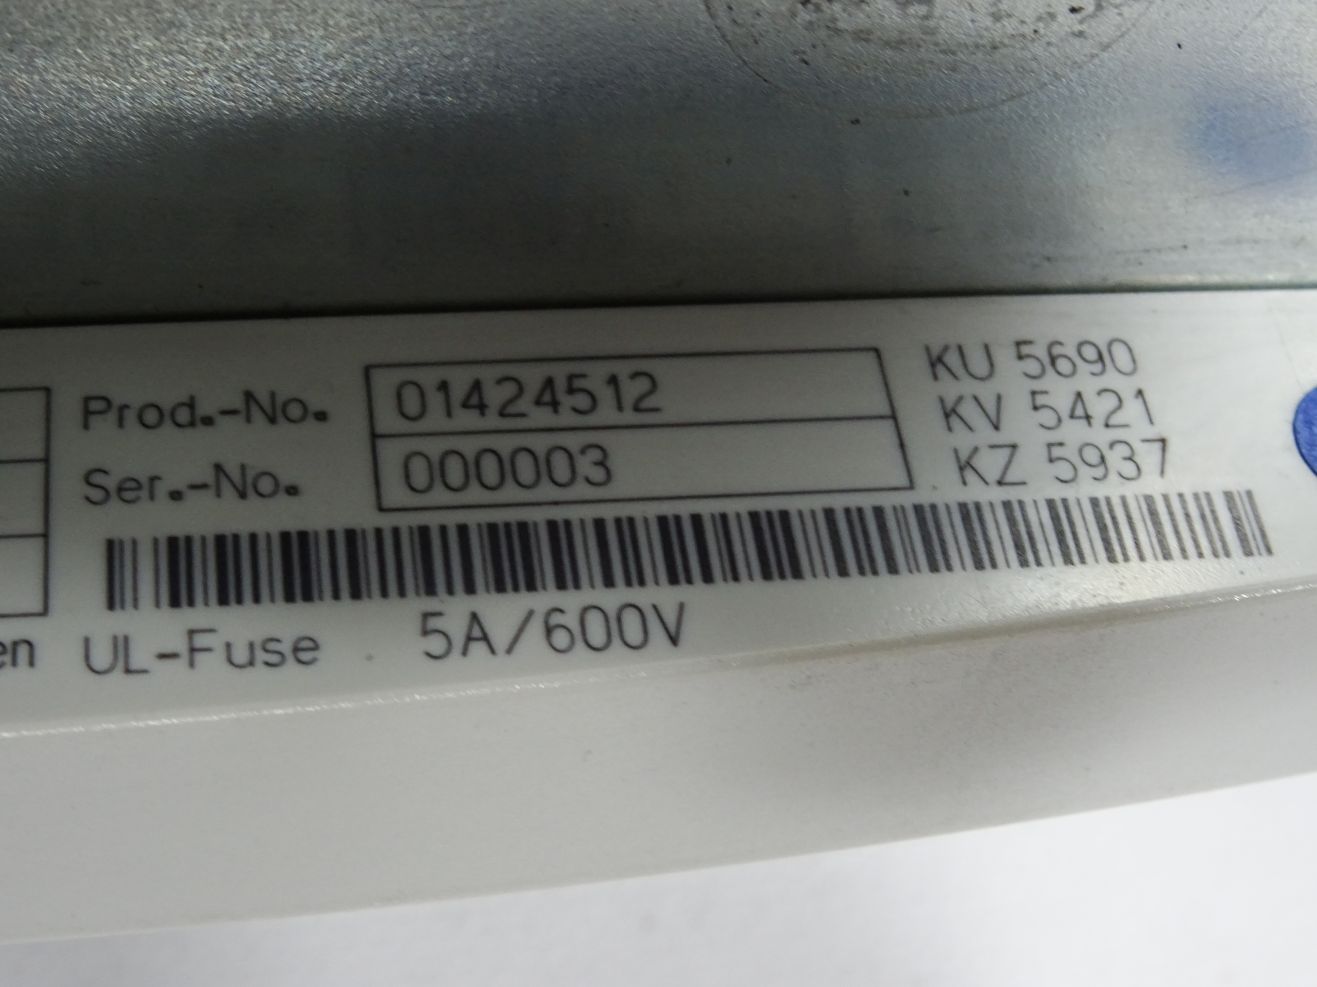 Prod.-No. 01424512
Ser.-No. 000003
KU 5690
KV 5421
KZ 5937
en UL-Fuse 5A/600V